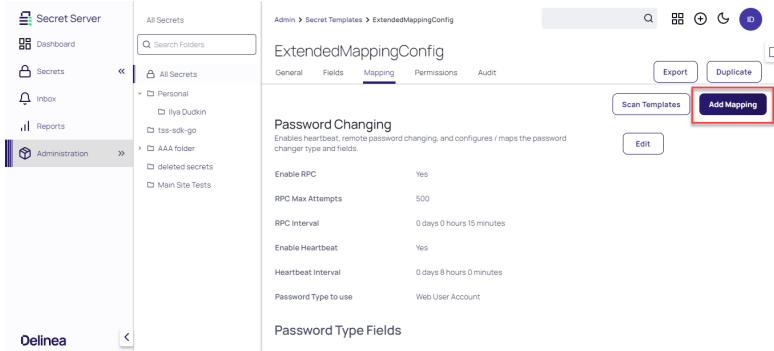 Secret Server
Dashboard
Secrets
Inbox
Reports
Administration
Delinea
All Secrets
Search Folders
All Secrets
Personal
Ilya Dudkin
tss-sdk-go
AAA folder
deleted secrets
Main Site Tests
Admin > Secret Templates > ExtendedMappingConfig
ID
ExtendedMappingConfig
General Fields Mapping Permissions Audit
Export Duplicate
Scan Templates Add Mapping
Password Changing
Enables heartbeat, remote password changing, and configures / maps the password
changer type and fields.
Edit
Enable RPC Yes
RPC Max Attempts 500
RPC Interval 0 days 0 hours 15 minutes
Enable Heartbeat Yes
Heartbeat Interval 0 days 8 hours 0 minutes
Password Type to use Web User Account
Password Type Fields